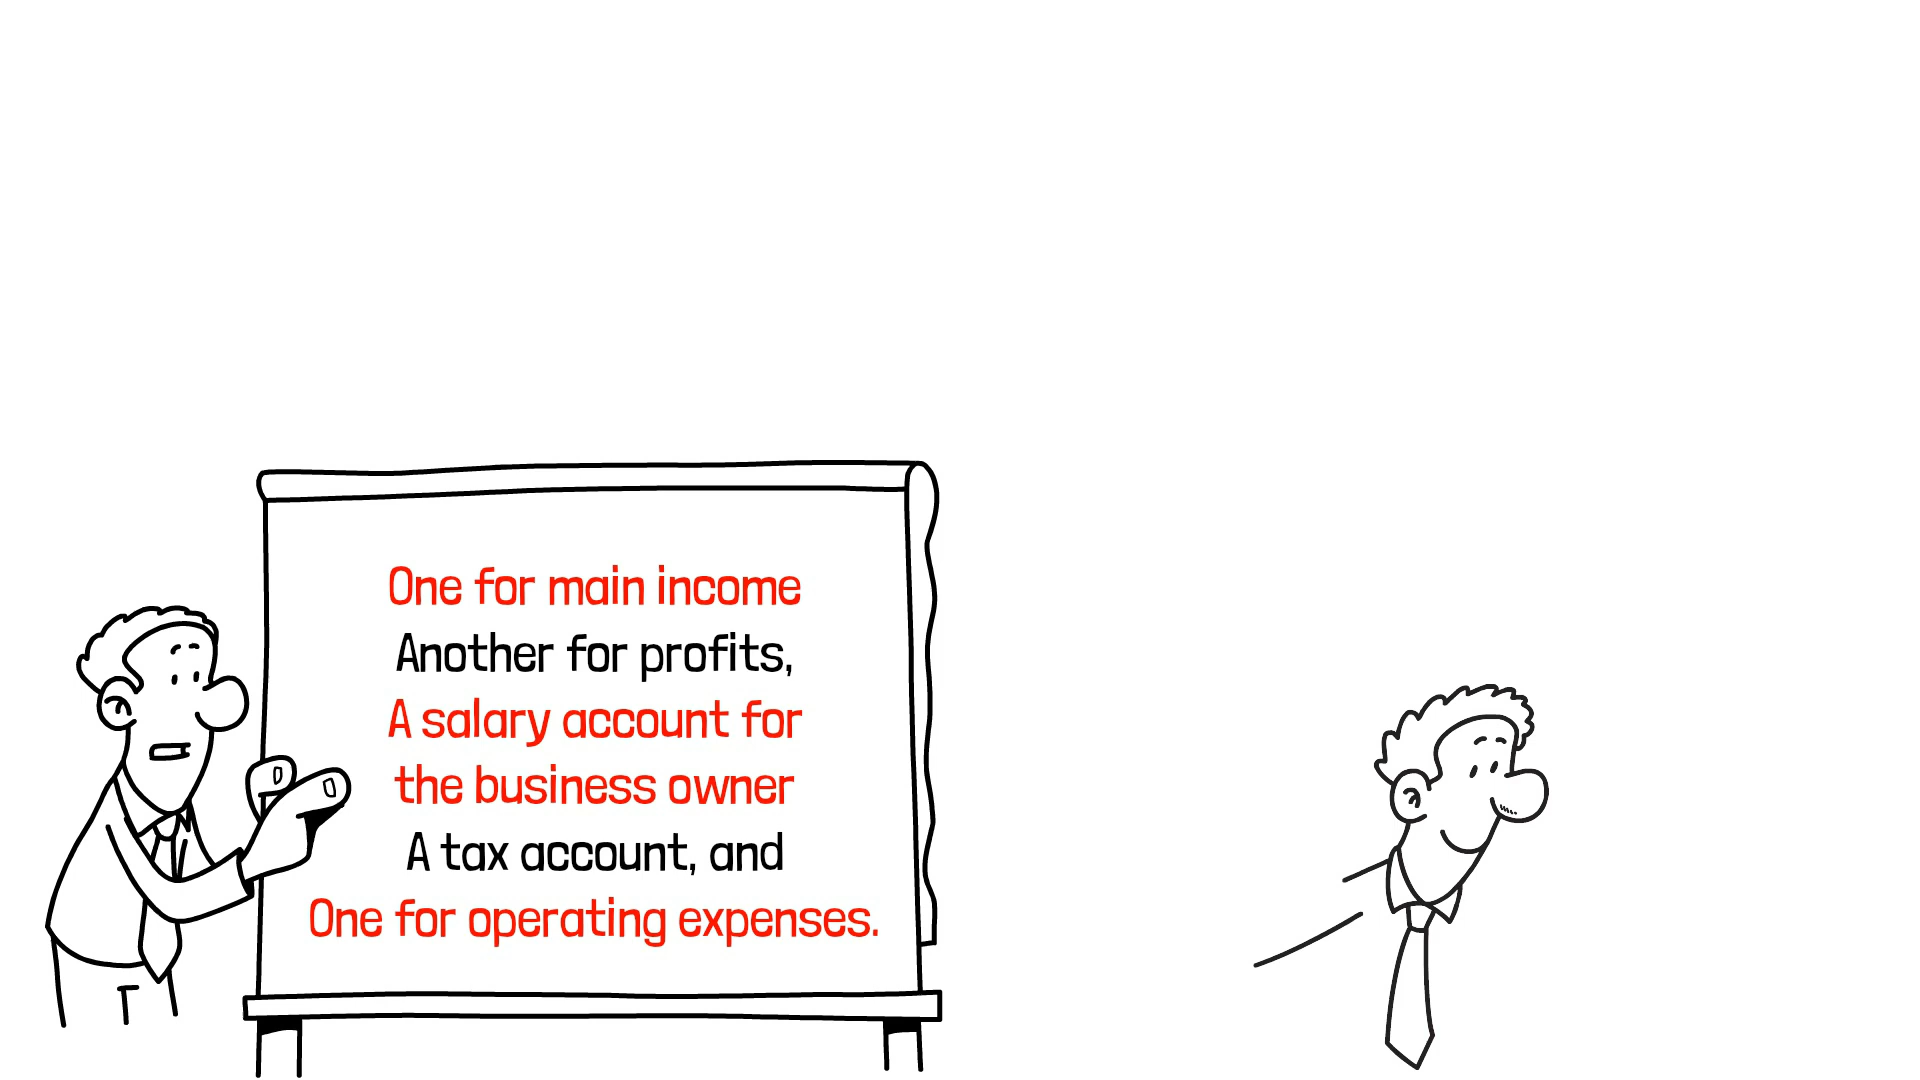 One for main income
Another for profits,
A salary account for
the business owner
A tax account, and
One for operating expenses.